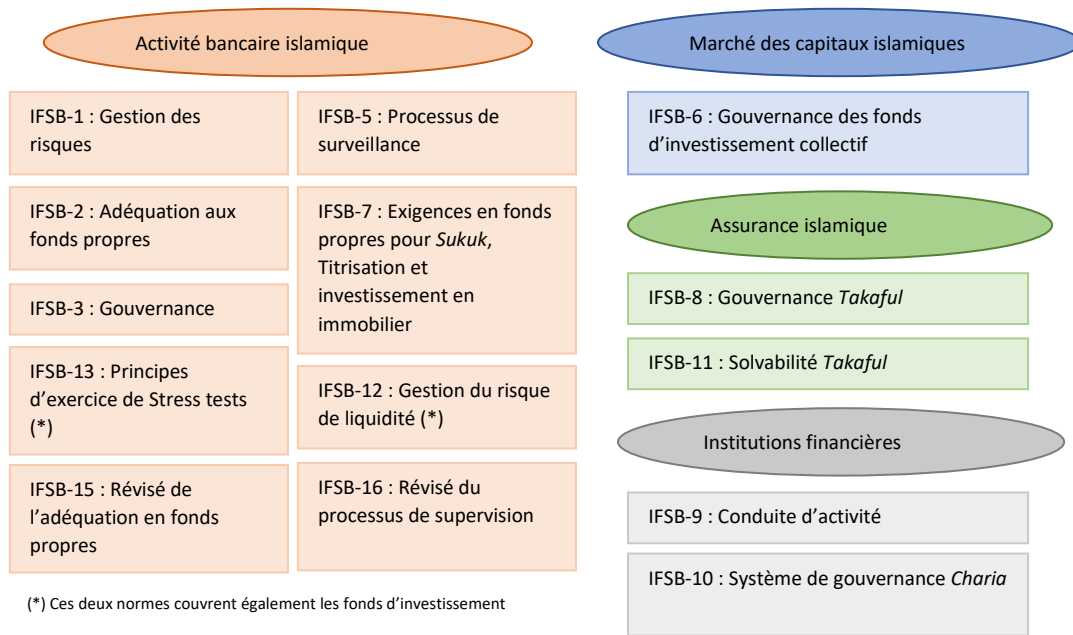 Activité bancaire islamique
IFSB-1 : Gestion des
risques
IFSB-2 : Adéquation aux
fonds propres
IFSB-3 : Gouvernance
IFSB-13 : Principes
d’exercice de Stress tests
(*)
IFSB-15 : Révisé de
l’adéquation en fonds
propres
IFSB-5 : Processus de
surveillance
IFSB-7 : Exigences en fonds
propres pour Sukuk,
Titrisation et
investissement en
immobilier
IFSB-12 : Gestion du risque
de liquidité (*)
IFSB-16 : Révisé du
processus de supervision
(*) Ces deux normes couvrent également les fonds d’investissement
Marché des capitaux islamiques
IFSB-6 : Gouvernance des fonds
d’investissement collectif
Assurance islamique
IFSB-8 : Gouvernance Takaful
IFSB-11 : Solvabilité Takaful
Institutions financières
IFSB-9 : Conduite d’activité
IFSB-10 : Système de gouvernance Charia